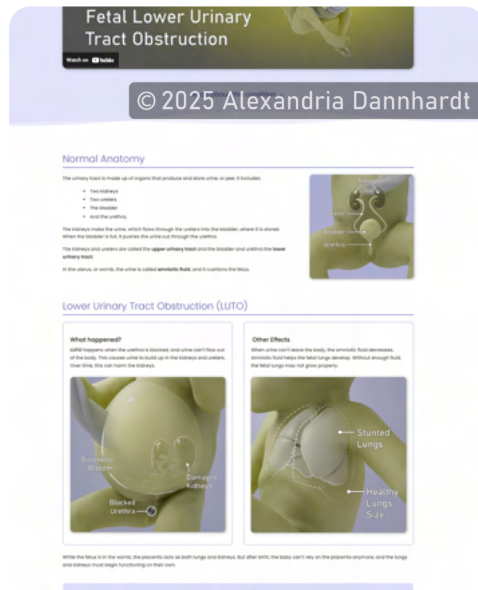 Fetal Lower Urinary
Tract Obstruction
Watch on YouTube
© 2025 Alexandria Dannhardt
Normal Anatomy
The urinary tract is made up of organs that produce and store urine, or pee. It includes:
Two kidneys
Two ureters
The bladder
And the urethra.
The kidneys make the urine, which flows through the ureters into the bladder, where it is stored.
When the bladder is full, it pushes the urine out through the urethra.
The kidneys and ureters are called the upper urinary tract and the bladder and urethra the lower
urinary tract.
In the uterus, or womb, the urine is called amniotic fluid, and it cushions the fetus.
Bladder
Urethra
Lower Urinary Tract Obstruction (LUTO)
What happened?
LUTO happens when the urethra is blocked, and urine can't flow out
of the body. This causes urine to build up in the kidneys and ureters.
Over time, this can harm the kidneys.
Bladder
Damaged
Kidneys
Blocked
Urethra
Other Effects
When urine can't leave the body, the amniotic fluid decreases.
Amniotic fluid helps the fetal lungs develop. Without enough fluid,
the fetal lungs may not grow properly.
Stunted
Lungs
Healthy
Lungs
Size
While the fetus is in the womb, the placenta acts as both lungs and kidneys. But after birth, the baby can't rely on the placenta anymore, and the lungs
and kidneys must begin functioning on their own.